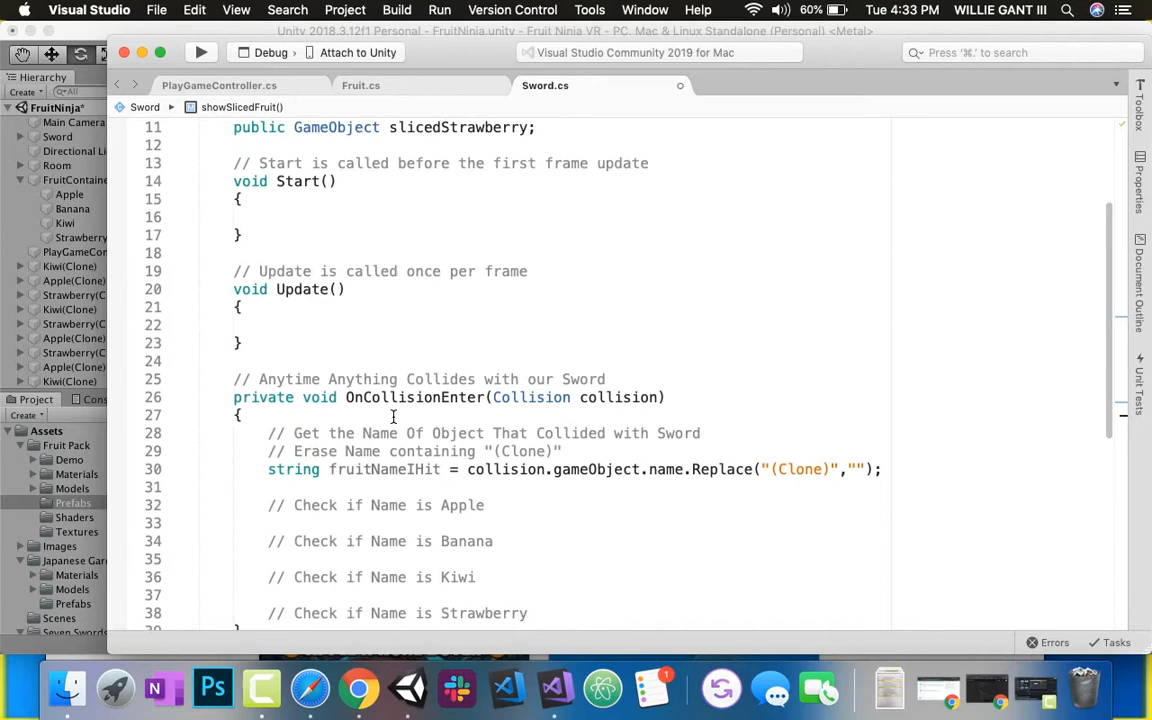 Visual Studio File Edit View Search Project Build Run Version Control Tools Window Help 60% Tue 4:33 PM WILLIE GANT III
Unity 2018.3.12f1 Personal - FruitNinja.unity - Fruit Ninja VR - PC, Mac & Linux Standalone (Personal) <Metal>
Debug Attach to Unity Visual Studio Community 2019 for Mac Press '⌘.' to search
Hierarchy
Create All
PlayGameController.cs Fruit.cs Sword.cs
Sword showSlicedFruit()
FruitNinja*
Main Camera
Sword
Directional Li
Room
FruitContaine
Apple
Banana
Kiwi
Strawberry
PlayGameCon
Kiwi(Clone)
Apple(Clone)
Strawberry(C
Kiwi(Clone)
Strawberry(C
Apple(Clone)
Strawberry(C
Apple(Clone)
Kiwi(Clone)
Project Cons
Create
Assets
Fruit Pack
Demo
Materials
Models
Prefabs
Shaders
Textures
Images
Japanese Gar
Materials
Models
Prefabs
Scenes
Seven Swords
11 public GameObject slicedStrawberry;
12
13 // Start is called before the first frame update
14 void Start()
15 {
16
17 }
18
19 // Update is called once per frame
20 void Update()
21 {
22
23 }
24
25 // Anytime Anything Collides with our Sword
26 private void OnCollisionEnter(Collision collision)
27 {
28 // Get the Name Of Object That Collided with Sword
29 // Erase Name containing "(Clone)"
30 string fruitNameIHit = collision.gameObject.name.Replace("(Clone)","");
31
32 // Check if Name is Apple
33
34 // Check if Name is Banana
35
36 // Check if Name is Kiwi
37
38 // Check if Name is Strawberry
39 }
Toolbox
Properties
Document Outline
Unit Tests
Errors Tasks
N Ps 1